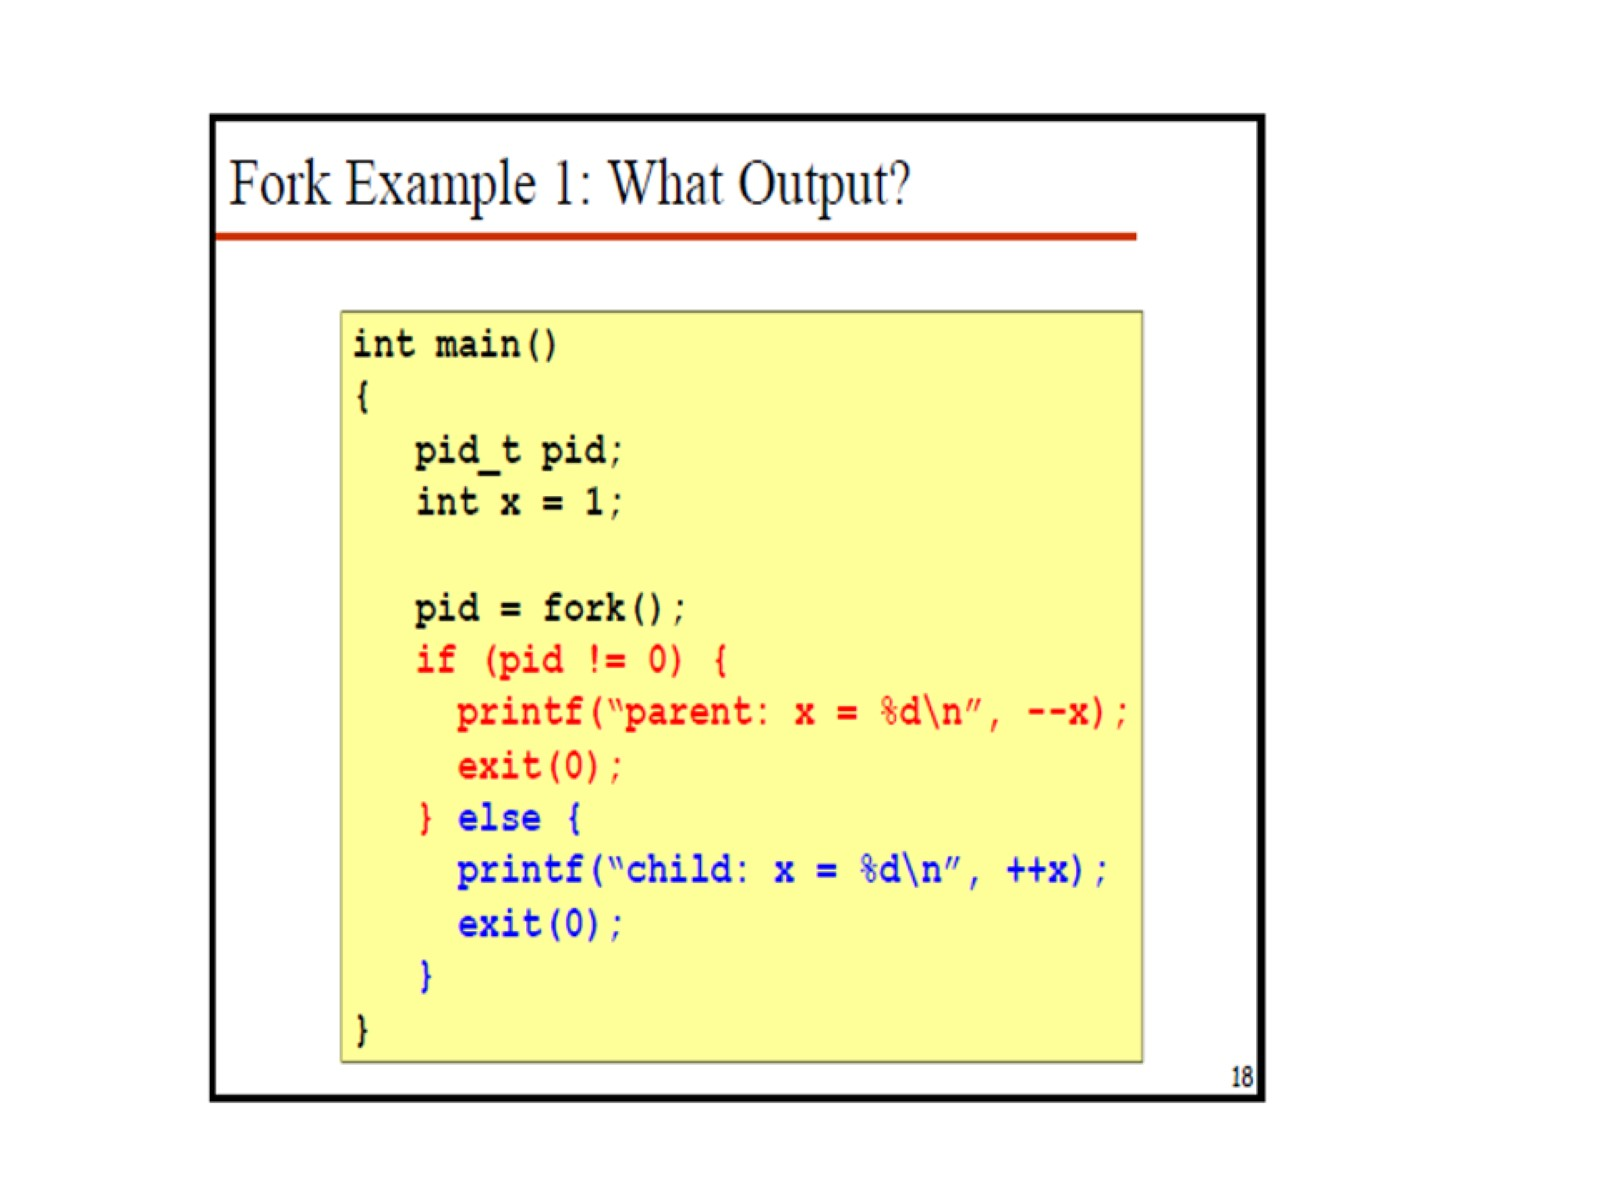 Fork Example 1: What Output?
int main()
{
pid_t pid;
int x = 1;
pid = fork();
if (pid != 0) {
printf(“parent: x = %d\n”, --x);
exit(0);
} else {
printf(“child: x = %d\n”, ++x);
exit(0);
}
}
18